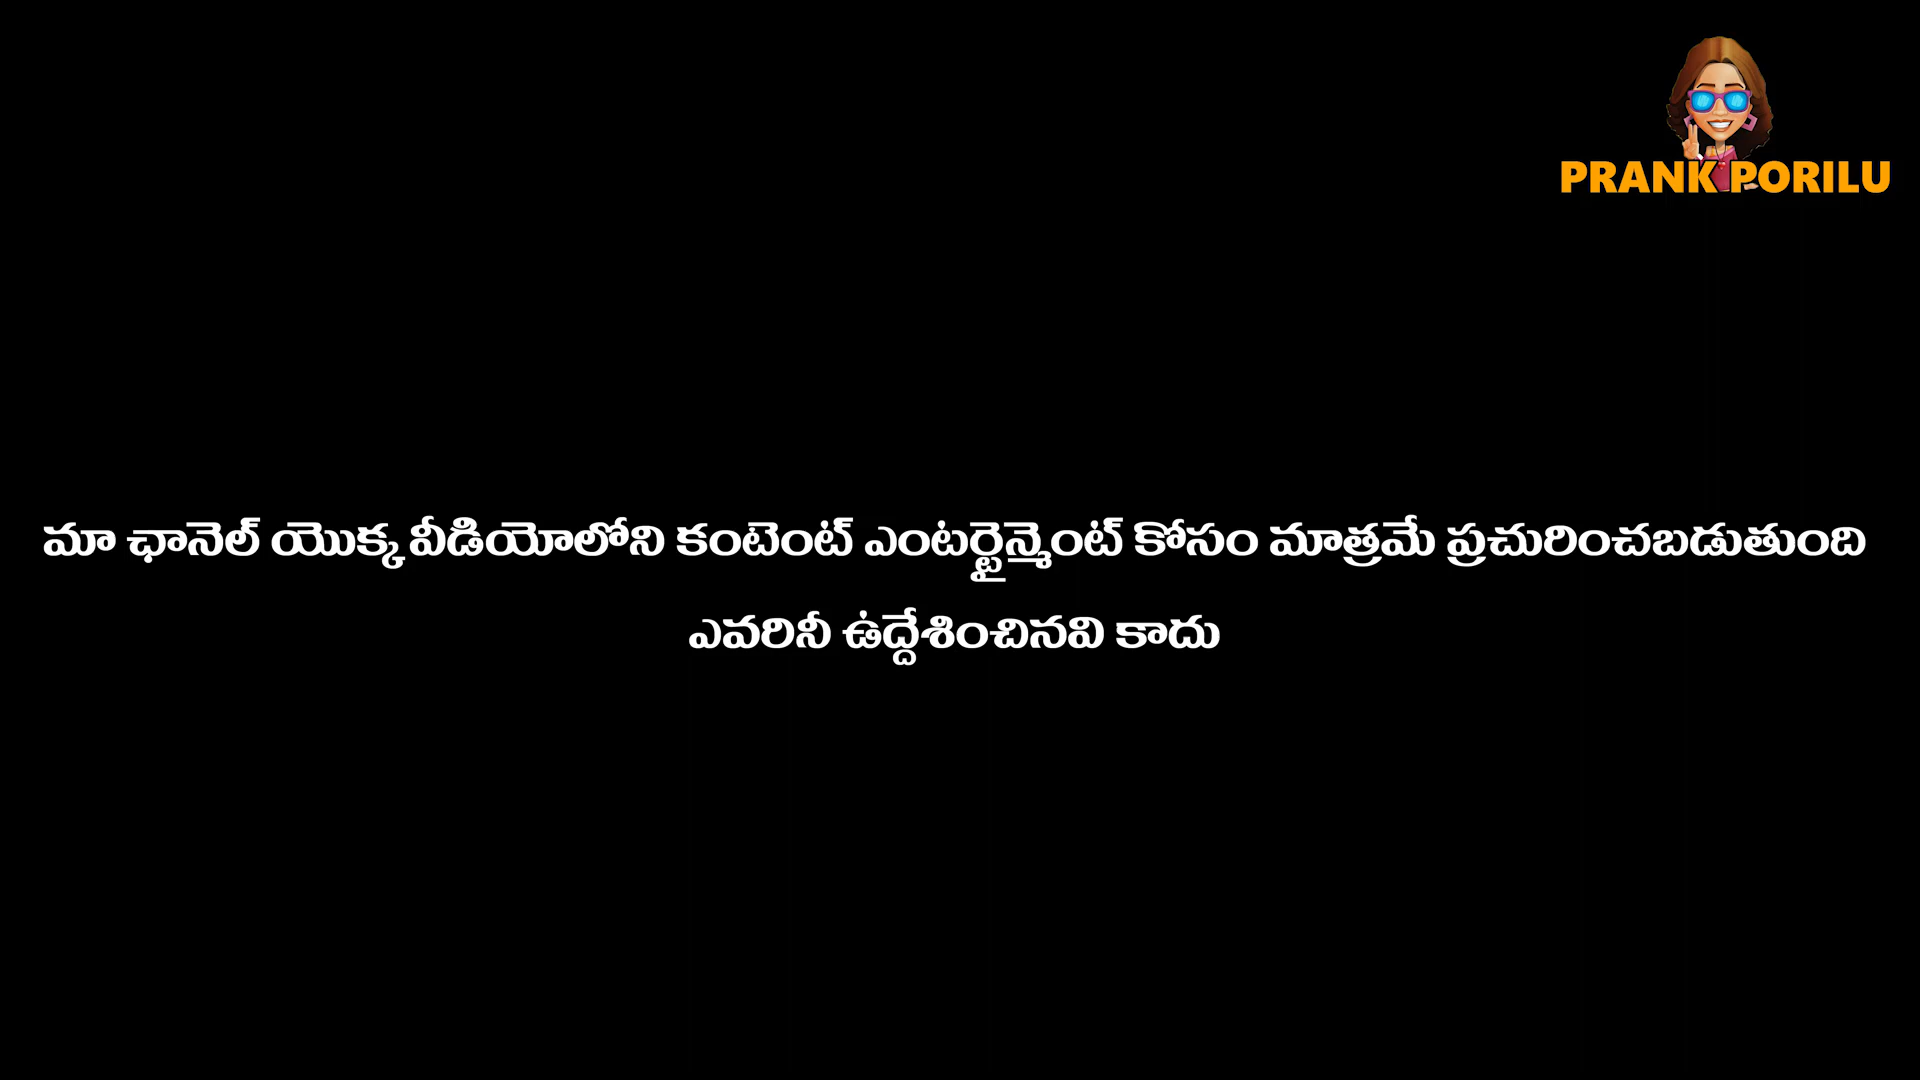 PRANK PORILU
మా ఛానెల్ యొక్క వీడియోలోని కంటెంట్ ఎంటర్టైన్మెంట్ కోసం మాత్రమే ప్రచురించబడుతుంది
ఎవరినీ ఉద్దేశించినవి కాదు